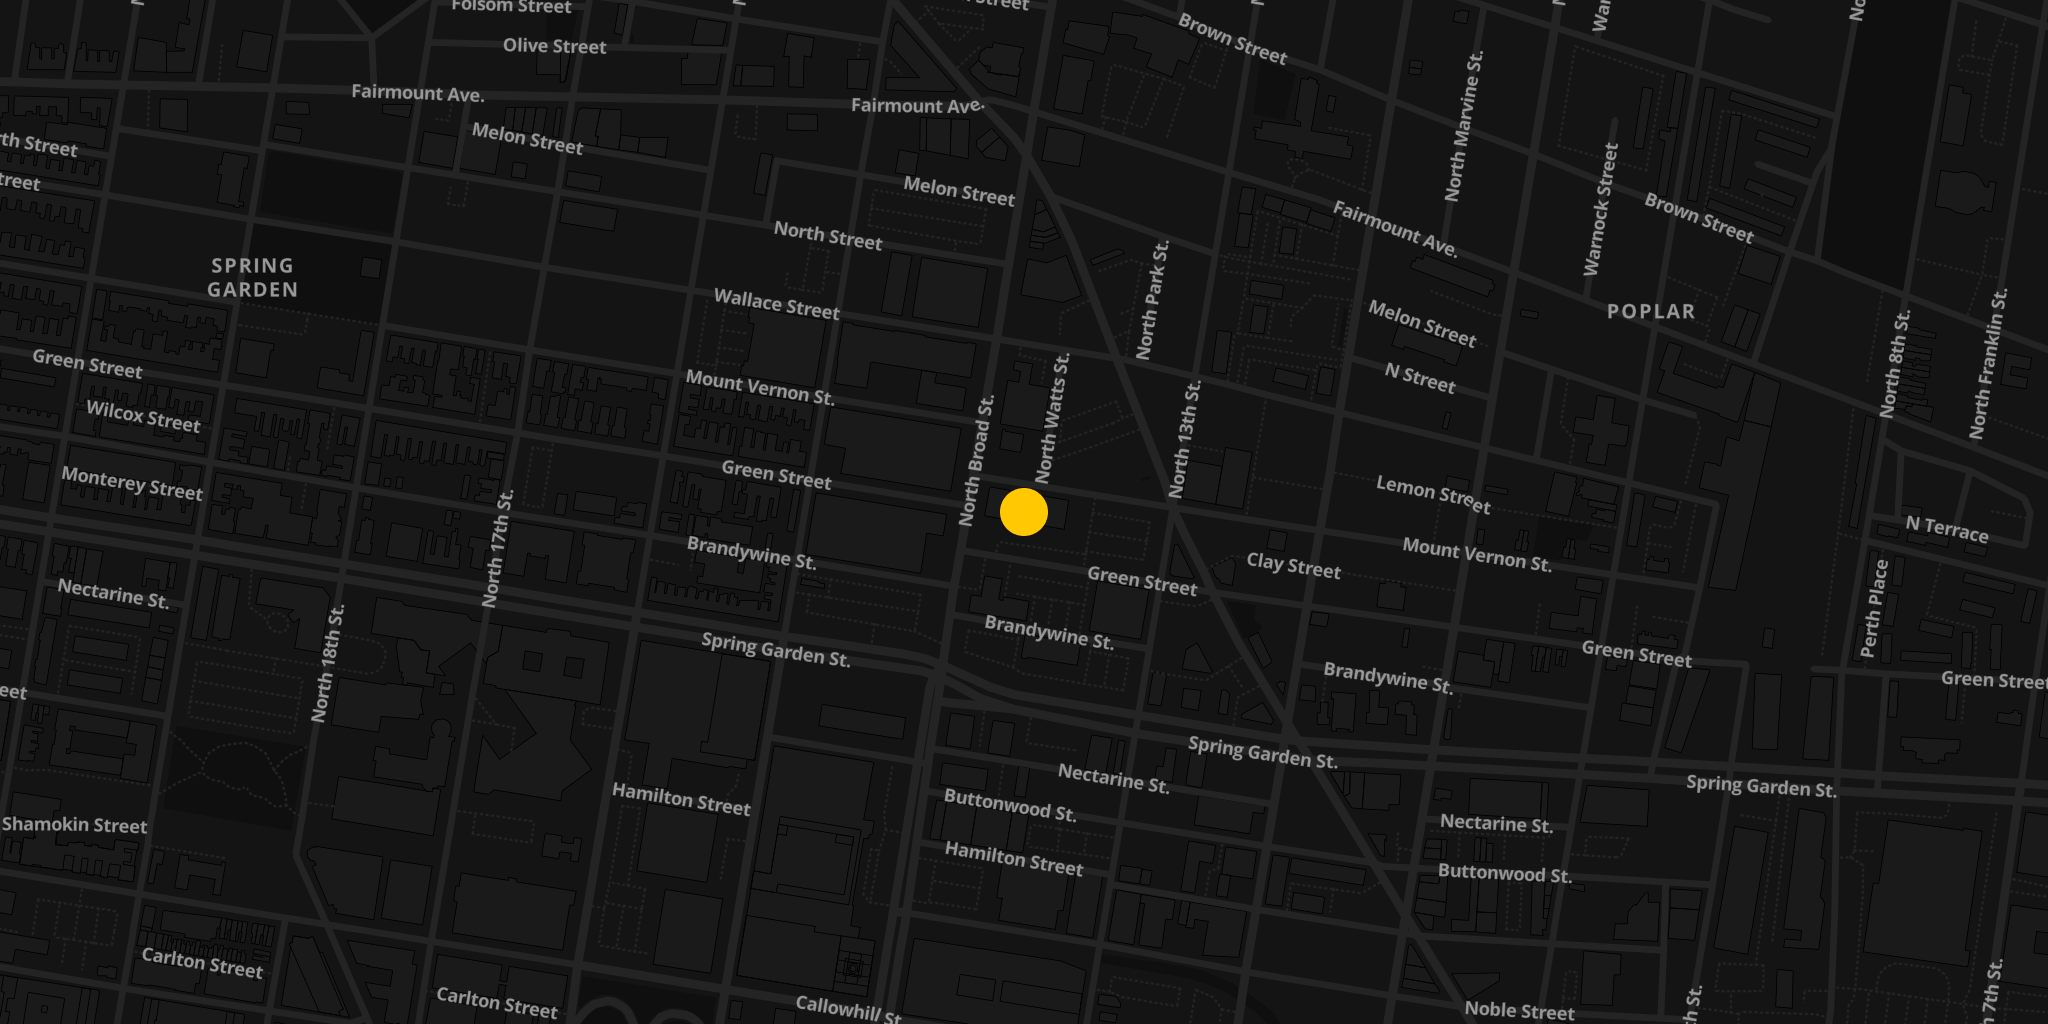 Folsom Street
Olive Street
Brown Street
Fairmount Ave.
Fairmount Ave.
North Marvine St.
Melon Street
Melon Street
North Street
Fairmount Ave.
Warnock Street
Brown Street
SPRING
GARDEN
Wallace Street
North Park St.
POPLAR
Melon Street
North 8th St.
North Franklin St.
Green Street
Mount Vernon St.
N Street
Wilcox Street
North Broad St.
North Watts St.
North 13th St.
Monterey Street
Green Street
Lemon Street
N Terrace
North 17th St.
Brandywine St.
Mount Vernon St.
Clay Street
Green Street
Nectarine St.
North 18th St.
Perth Place
Brandywine St.
Spring Garden St.
Green Street
Brandywine St.
Green Street
Spring Garden St.
Nectarine St.
Hamilton Street
Buttonwood St.
Spring Garden St.
Shamokin Street
Nectarine St.
Hamilton Street
Buttonwood St.
Carlton Street
Carlton Street
Callowhill St
Noble Street
7th St.